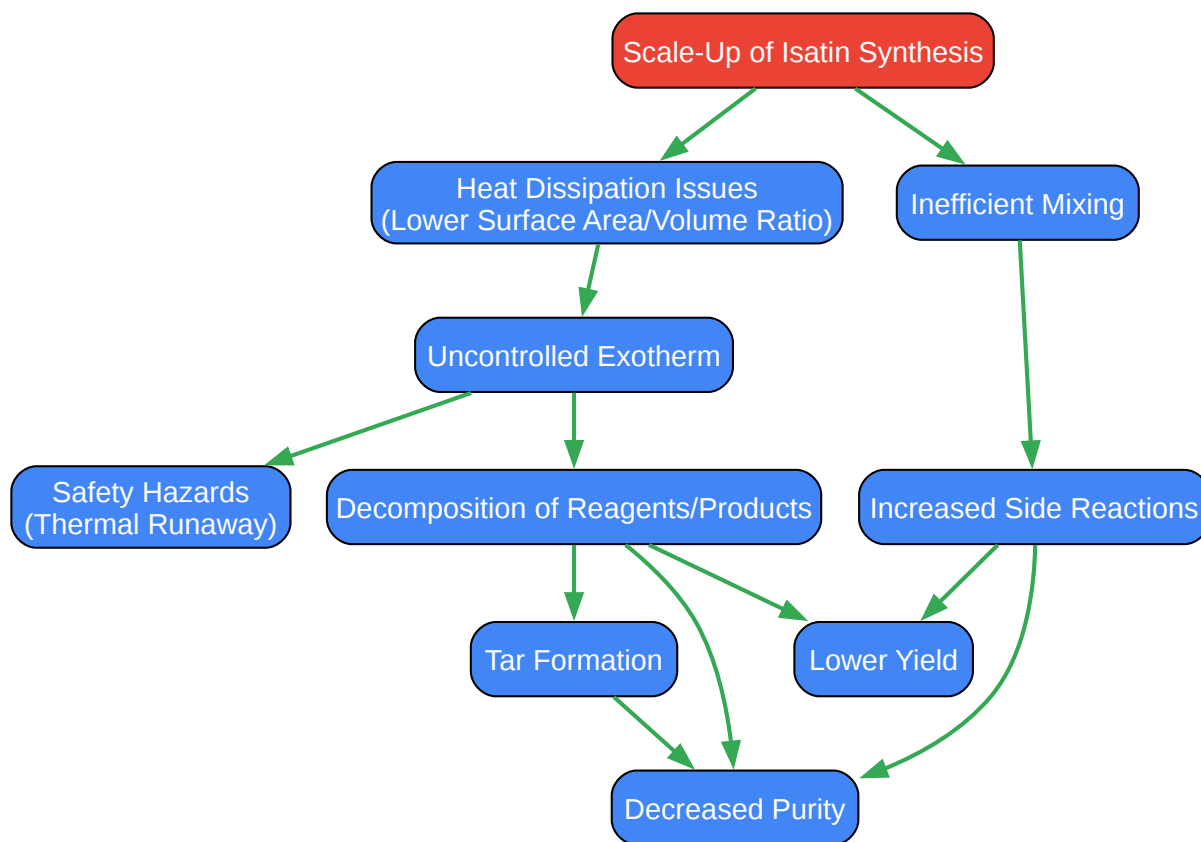 Scale-Up of Isatin Synthesis
Heat Dissipation Issues
(Lower Surface Area/Volume Ratio)
Inefficient Mixing
Uncontrolled Exotherm
Safety Hazards
(Thermal Runaway)
Decomposition of Reagents/Products
Increased Side Reactions
Tar Formation
Lower Yield
Decreased Purity